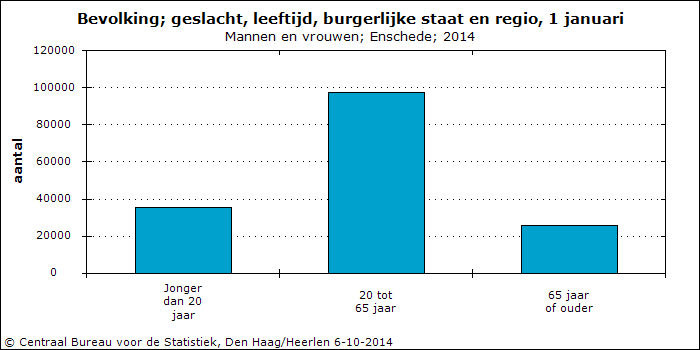 Bevolking; geslacht, leeftijd, burgerlijke staat en regio, 1 januari
Mannen en vrouwen; Enschede; 2014
aantal
120000
100000
80000
60000
40000
20000
0
Jonger
dan 20
jaar
20 tot
65 jaar
65 jaar
of ouder
© Centraal Bureau voor de Statistiek, Den Haag/Heerlen 6-10-2014